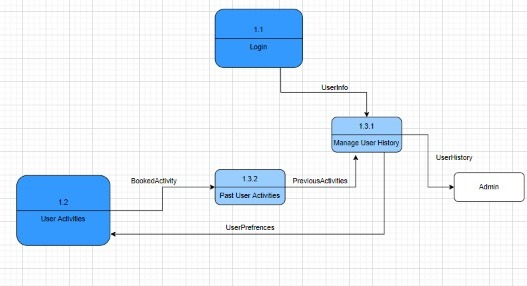 1.1
Login
UserInfo
1.3.1
Manage User History
UserHistory
BookedActivity
1.3.2
Past User Activities
PreviousActivities
Admin
1.2
User Activities
UserPrefrences